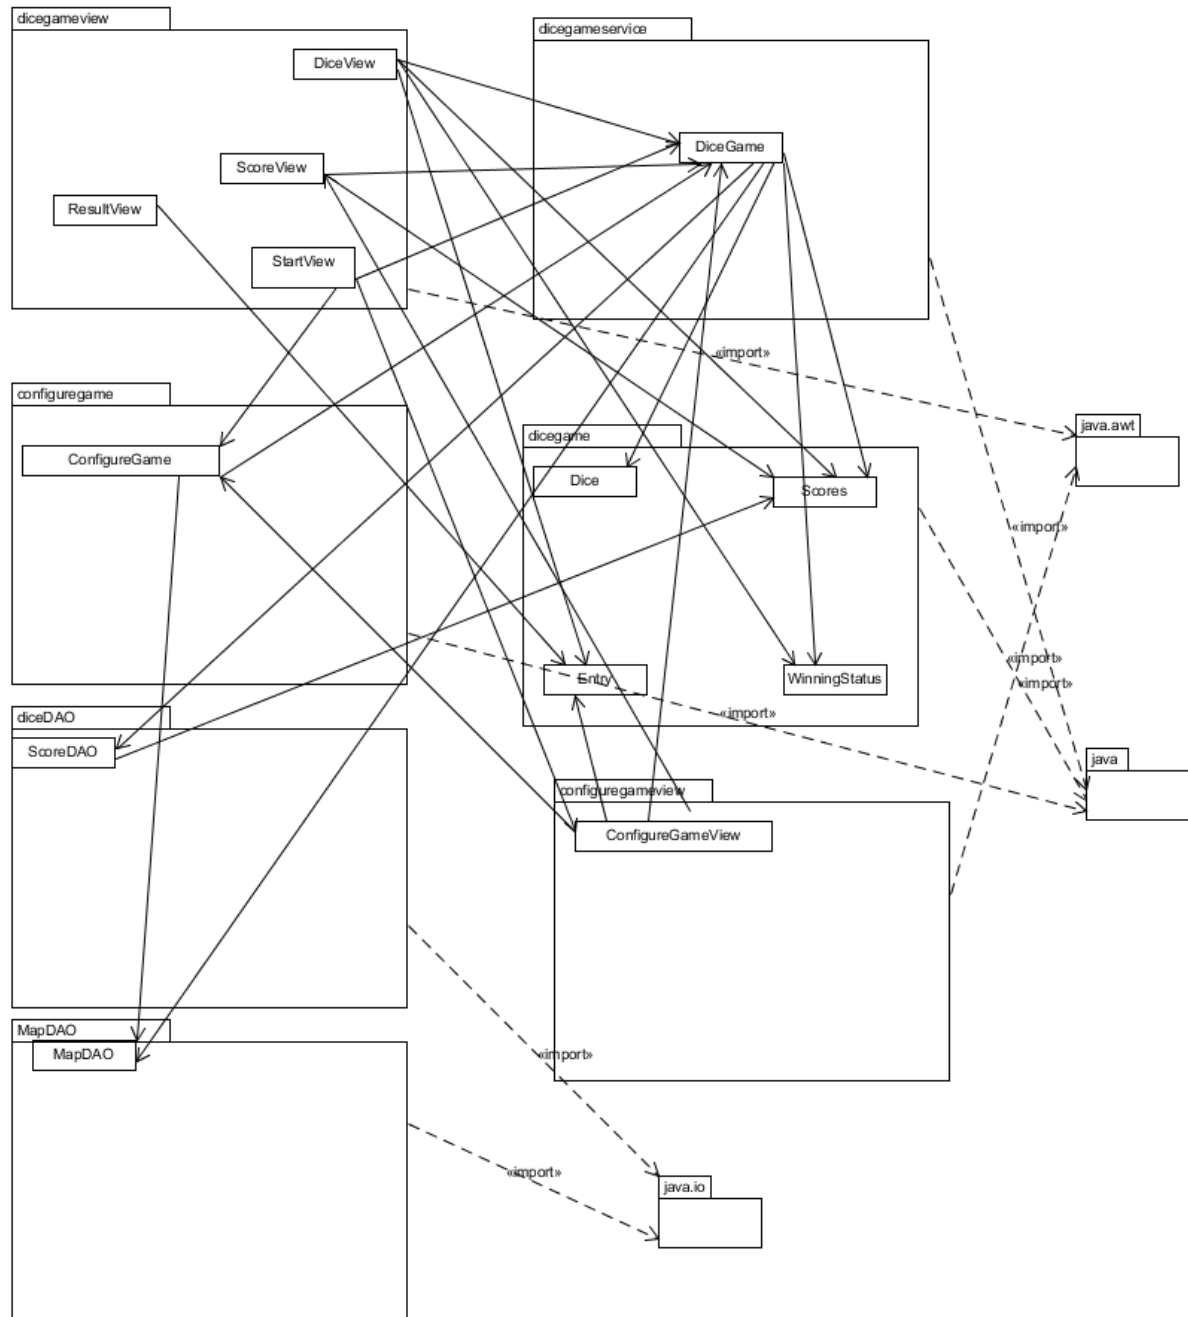 dicegameview
dicegameservice
DiceView
DiceGame
ScoreView
ResultView
StartView
«import»
configuregame
java.awt
dicegame
ConfigureGame
Dice
Scores
«import»
«import»
«import»
Entry
WinningStatus
«import»
diceDAO
ScoreDAO
java
configuregameview
ConfigureGameView
MapDAO
MapDAO
«import»
«import»
java.io